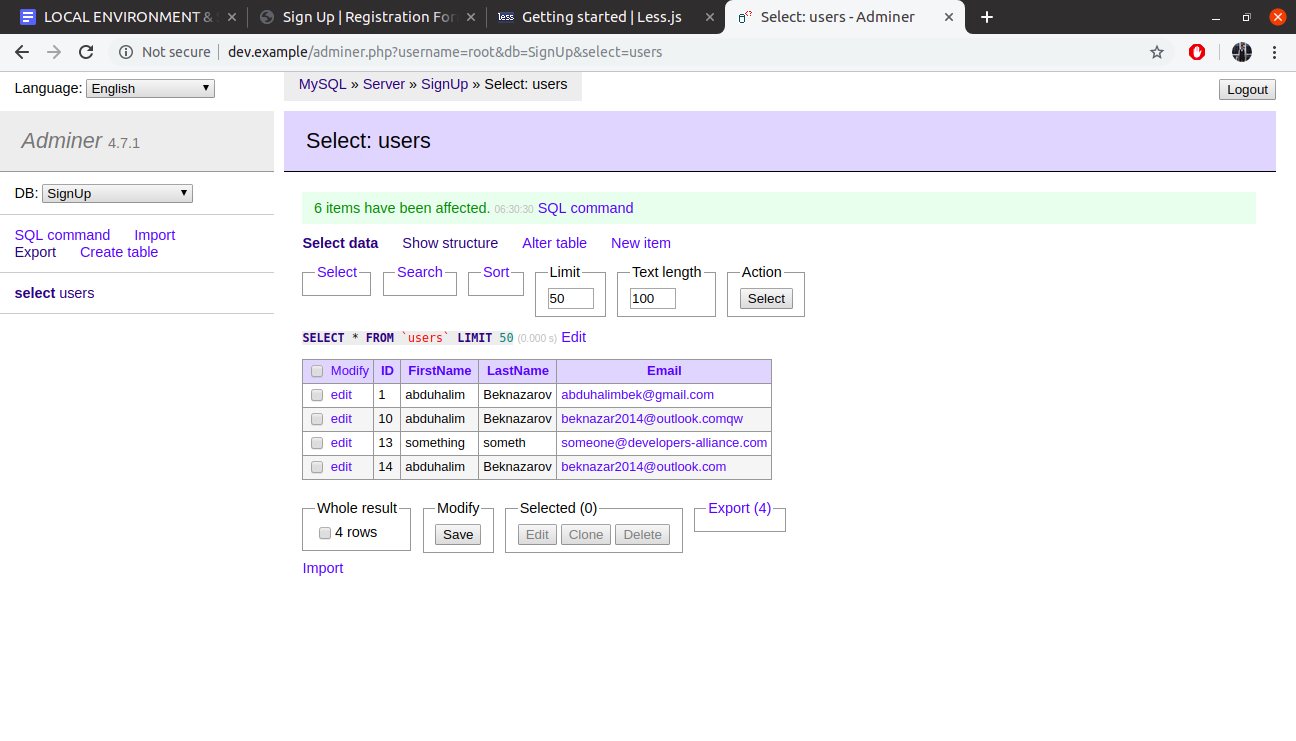 LOCAL ENVIRONMENT &
Sign Up | Registration For
less Getting started | Less.js
Select: users - Adminer
Not secure | dev.example/adminer.php?username=root&db=SignUp&select=users
Language: English
MySQL » Server » SignUp » Select: users
Logout
Adminer 4.7.1
Select: users
DB: SignUp
6 items have been affected. 06:30:30 SQL command
SQL command Import
Export Create table
select users
Select data Show structure Alter table New item
Select Search Sort Limit Text length Action
50 100 Select
SELECT * FROM `users` LIMIT 50 (0.000 s) Edit
Modify ID FirstName LastName Email
edit 1 abduhalim Beknazarov abduhalimbek@gmail.com
edit 10 abduhalim Beknazarov beknazar2014@outlook.comqw
edit 13 something someth someone@developers-alliance.com
edit 14 abduhalim Beknazarov beknazar2014@outlook.com
Whole result Modify Selected (0) Export (4)
4 rows Save Edit Clone Delete
Import